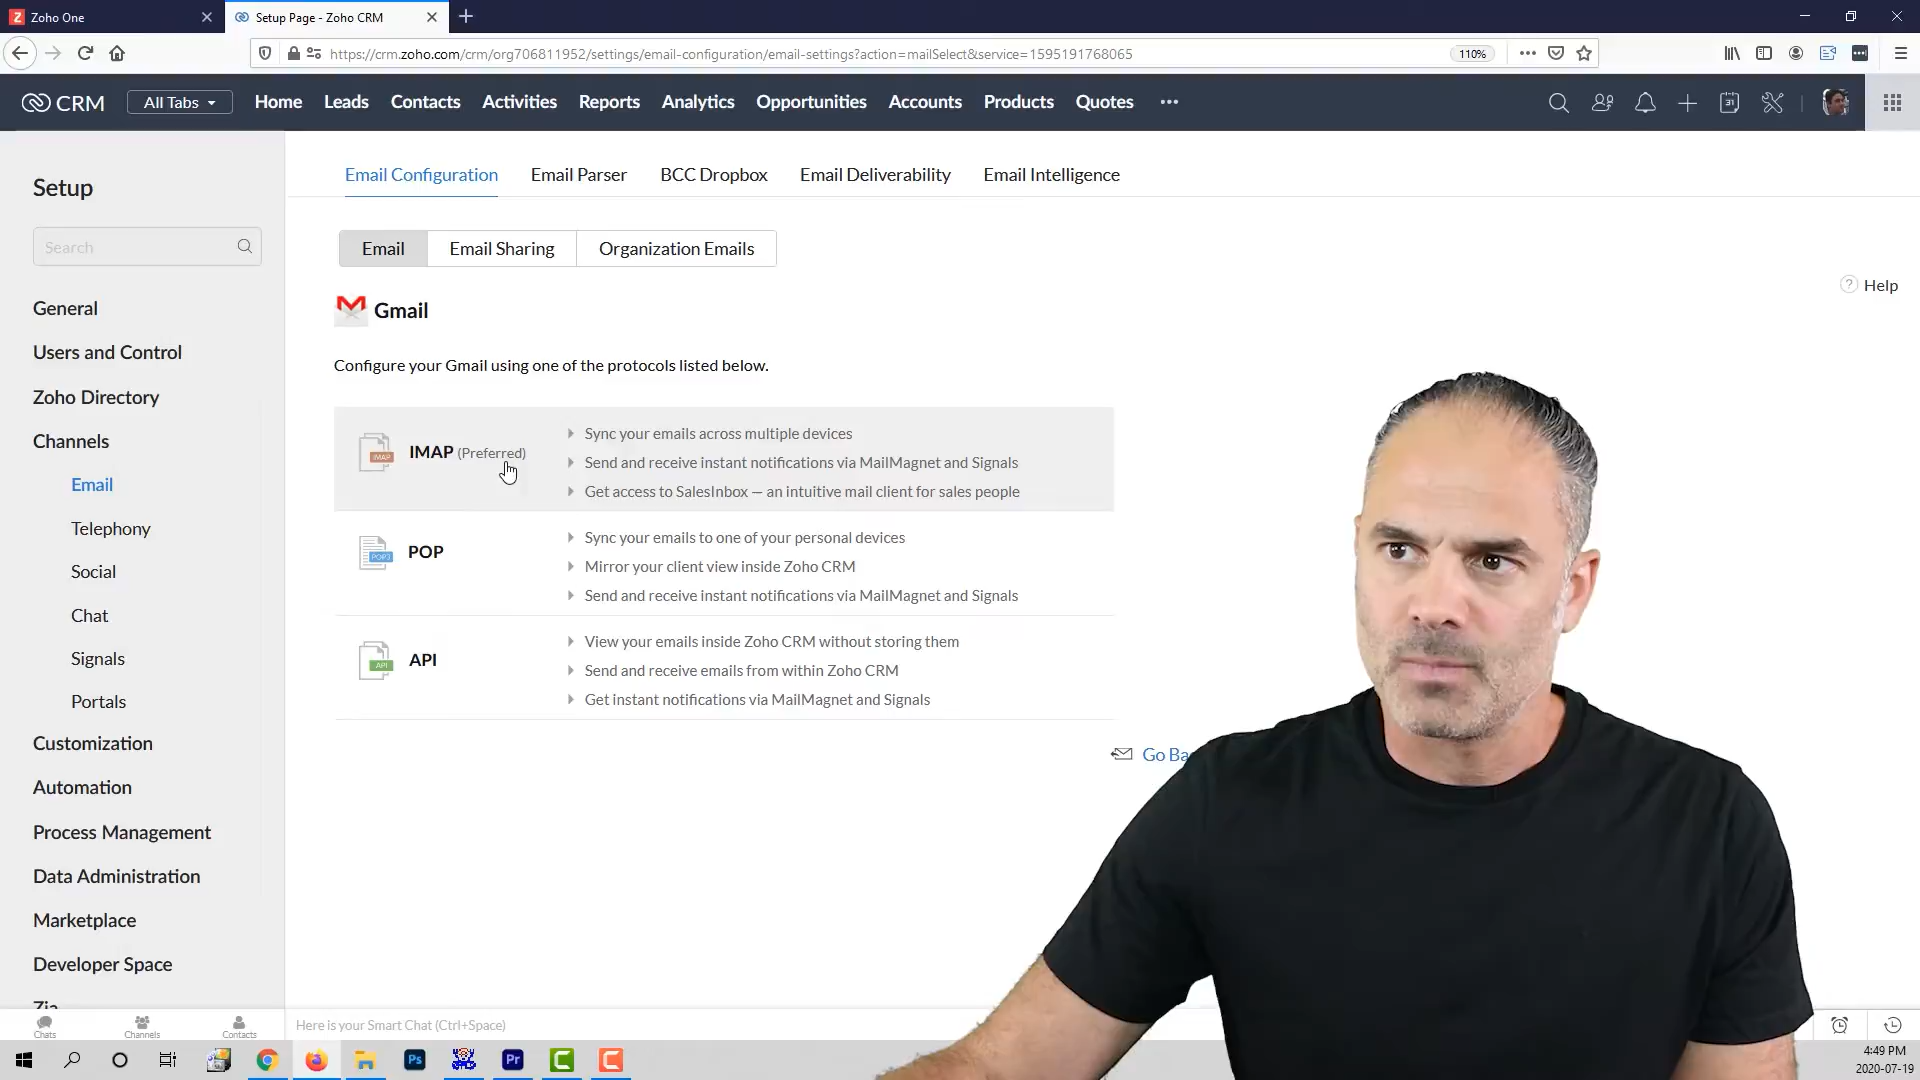 Zoho One
Setup Page - Zoho CRM
https://crm.zoho.com/crm/org706811952/settings/email-configuration/email-settings?action=mailSelect&service=1595191768065
110%
CRM
All Tabs
Home
Leads
Contacts
Activities
Reports
Analytics
Opportunities
Accounts
Products
Quotes
31
Setup
Search
General
Users and Control
Zoho Directory
Channels
Email
Telephony
Social
Chat
Signals
Portals
Customization
Automation
Process Management
Data Administration
Marketplace
Developer Space
Zia
Email Configuration
Email Parser
BCC Dropbox
Email Deliverability
Email Intelligence
Email
Email Sharing
Organization Emails
Help
Gmail
Configure your Gmail using one of the protocols listed below.
IMAP
IMAP (Preferred)
Sync your emails across multiple devices
Send and receive instant notifications via MailMagnet and Signals
Get access to SalesInbox — an intuitive mail client for sales people
POP3
POP
Sync your emails to one of your personal devices
Mirror your client view inside Zoho CRM
Send and receive instant notifications via MailMagnet and Signals
API
API
View your emails inside Zoho CRM without storing them
Send and receive emails from within Zoho CRM
Get instant notifications via MailMagnet and Signals
Go Ba
Chats
Channels
Contacts
Here is your Smart Chat (Ctrl+Space)
Ps
Pr
4:49 PM
2020-07-19